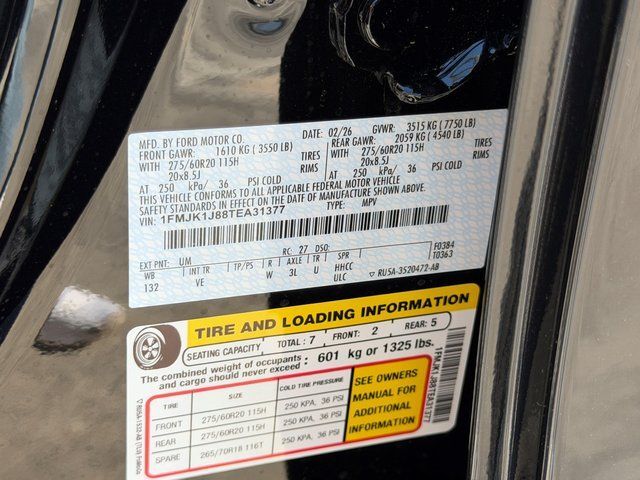 MFD. BY FORD MOTOR CO. DATE: 02/26 GVWR: 3515 KG ( 7750 LB)
FRONT GAWR: 1610 KG ( 3550 LB) REAR GAWR: 2059 KG ( 4540 LB)
WITH TIRES WITH TIRES
275/60R20 115H RIMS 275/60R20 115H RIMS
20x8.5J 20x8.5J
AT 250 kPa/ 36 PSI COLD AT 250 kPa/ 36 PSI COLD
THIS VEHICLE CONFORMS TO ALL APPLICABLE FEDERAL MOTOR VEHICLE
SAFETY STANDARDS IN EFFECT ON THE DATE OF MANUFACTURE SHOWN ABOVE.
VIN: 1FMJK1J88TEA31377 TYPE: MPV
EXT PNT: UM RC: 27 DSO: F0384
WB INT TR TP/PS R AXLE TR SPR T0363
132 VE W 3L U HHCC
ULC ▽ RU5A-3520472-AB
TIRE AND LOADING INFORMATION
SEATING CAPACITY TOTAL: 7 FRONT: 2 REAR: 5
The combined weight of occupants and cargo should never exceed : 601 kg or 1325 lbs.
TIRE SIZE COLD TIRE PRESSURE
FRONT 275/60R20 115H 250 KPA, 36 PSI
REAR 275/60R20 115H 250 KPA, 36 PSI
SPARE 265/70R18 116T 250 KPA, 36 PSI
SEE OWNERS
MANUAL FOR
ADDITIONAL
INFORMATION
1FMJK1J88TEA31377